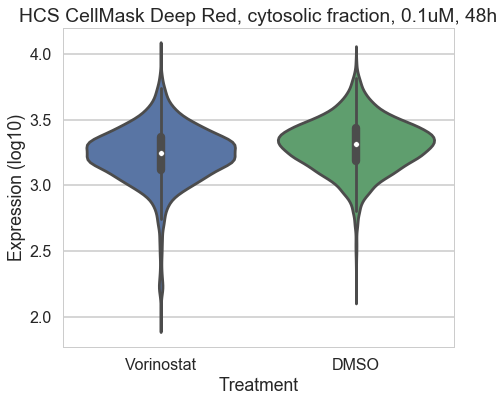 HCS CellMask Deep Red, cytosolic fraction, 0.1uM, 48h
4.0
3.5
3.0
2.5
2.0
Expression (log10)
Vorinostat
DMSO
Treatment